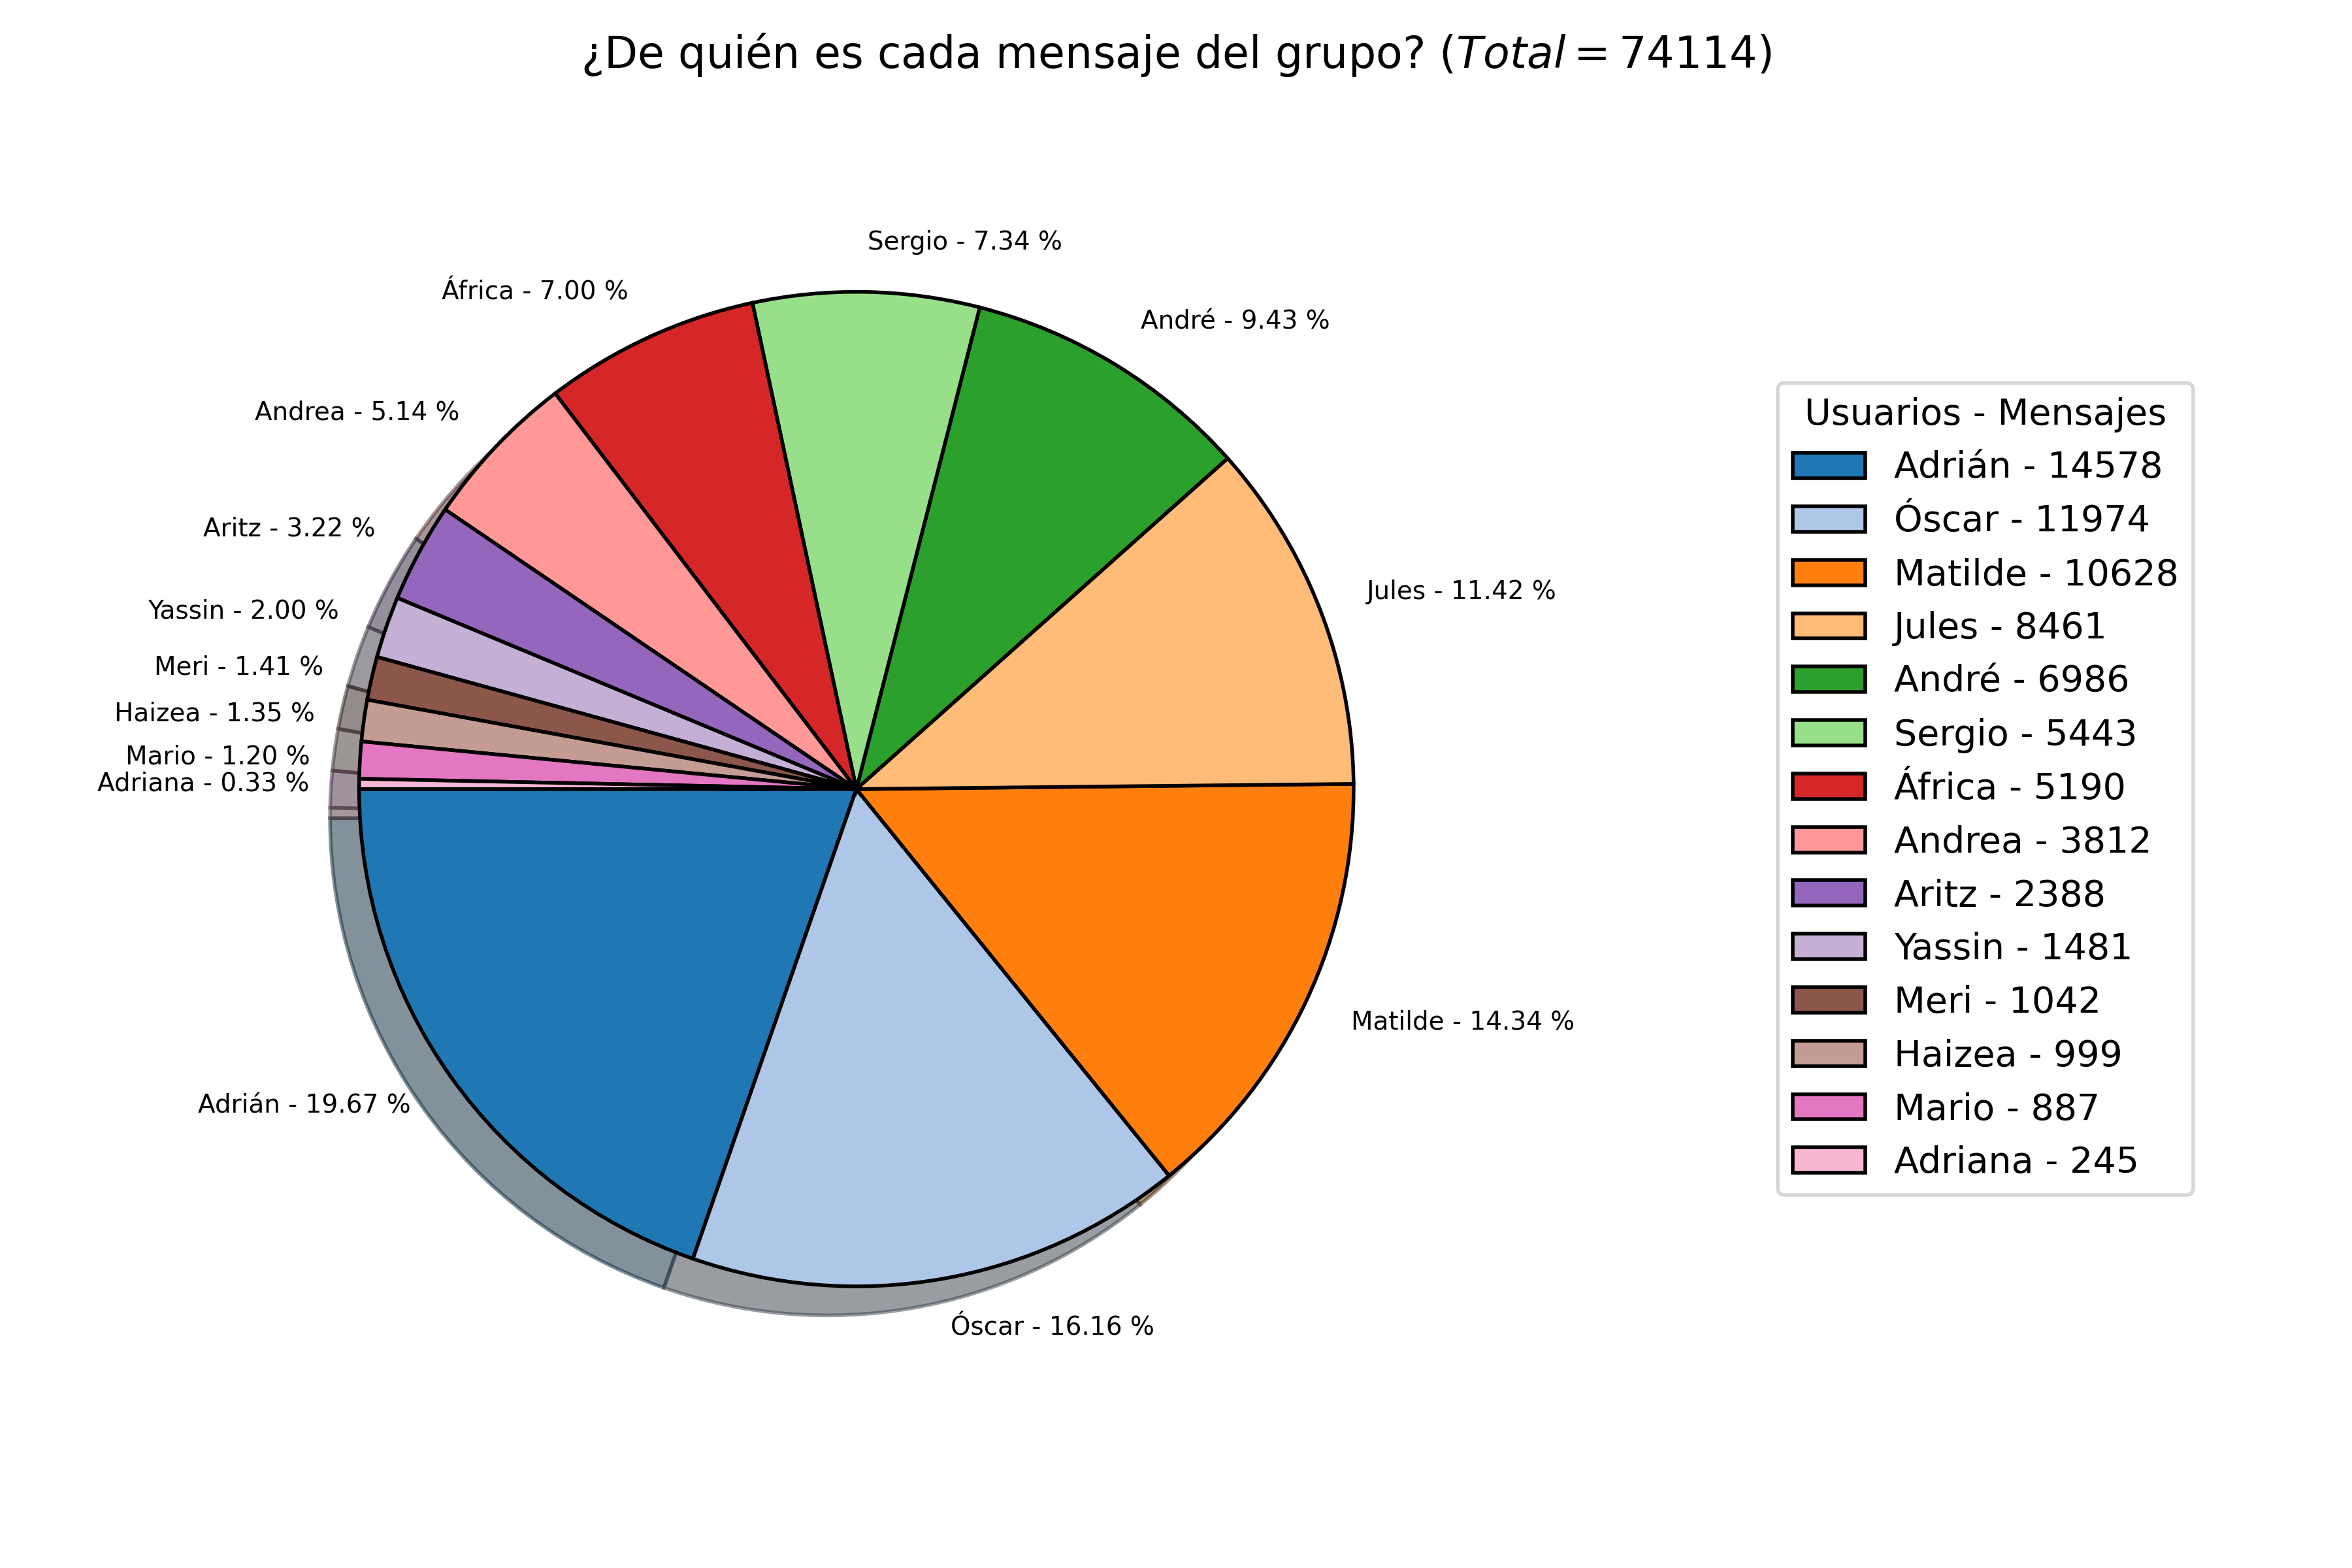 ¿De quién es cada mensaje del grupo? (Total = 74114)
Sergio - 7.34 %
África - 7.00 %
André - 9.43 %
Andrea - 5.14 %
Aritz - 3.22 %
Jules - 11.42 %
Yassin - 2.00 %
Meri - 1.41 %
Haizea - 1.35 %
Mario - 1.20 %
Adriana - 0.33 %
Matilde - 14.34 %
Adrián - 19.67 %
Óscar - 16.16 %
Usuarios - Mensajes
Adrián - 14578
Óscar - 11974
Matilde - 10628
Jules - 8461
André - 6986
Sergio - 5443
África - 5190
Andrea - 3812
Aritz - 2388
Yassin - 1481
Meri - 1042
Haizea - 999
Mario - 887
Adriana - 245